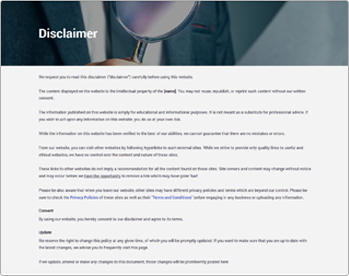 Disclaimer
We request you to read this disclaimer ("disclaimer") carefully before using this website.
The content displayed on the website is the intellectual property of the [name]. You may not reuse, republish, or reprint such content without our written
consent.
The information published on this website is simply for educational and informational purposes. It is not meant as a substitute for professional advice. If
you wish to act upon any information on this website, you do so at your own risk.
While the information on this website has been verified to the best of our abilities, we cannot guarantee that there are no mistakes or errors.
From our website, you can visit other websites by following hyperlinks to such external sites. While we strive to provide only quality links to useful and
ethical websites, we have no control over the content and nature of these sites.
These links to other websites do not imply a recommendation for all the content found on these sites. Site owners and content may change without notice
and may occur before we have the opportunity to remove a link which may have gone 'bad'.
Please be also aware that when you leave our website, other sites may have different privacy policies and terms which are beyond our control. Please be
sure to check the Privacy Policies of these sites as well as their "Terms and Conditions" before engaging in any business or uploading any information.
Consent
By using our website, you hereby consent to our disclaimer and agree to its terms.
Update
We reserve the right to change this policy at any given time, of which you will be promptly updated. If you want to make sure that you are up to date with
the latest changes, we advise you to frequently visit this page.
If we update, amend or make any changes to this document, those changes will be prominently posted here